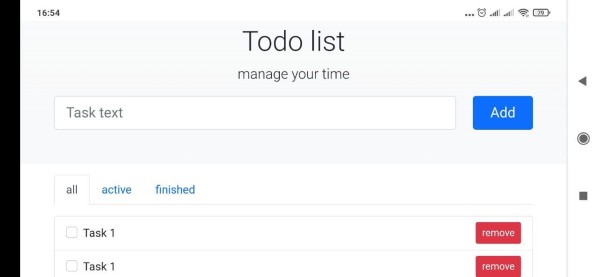 16:54
79
Todo list
manage your time
Task text
Add
all
active
finished
Task 1
remove
Task 1
remove